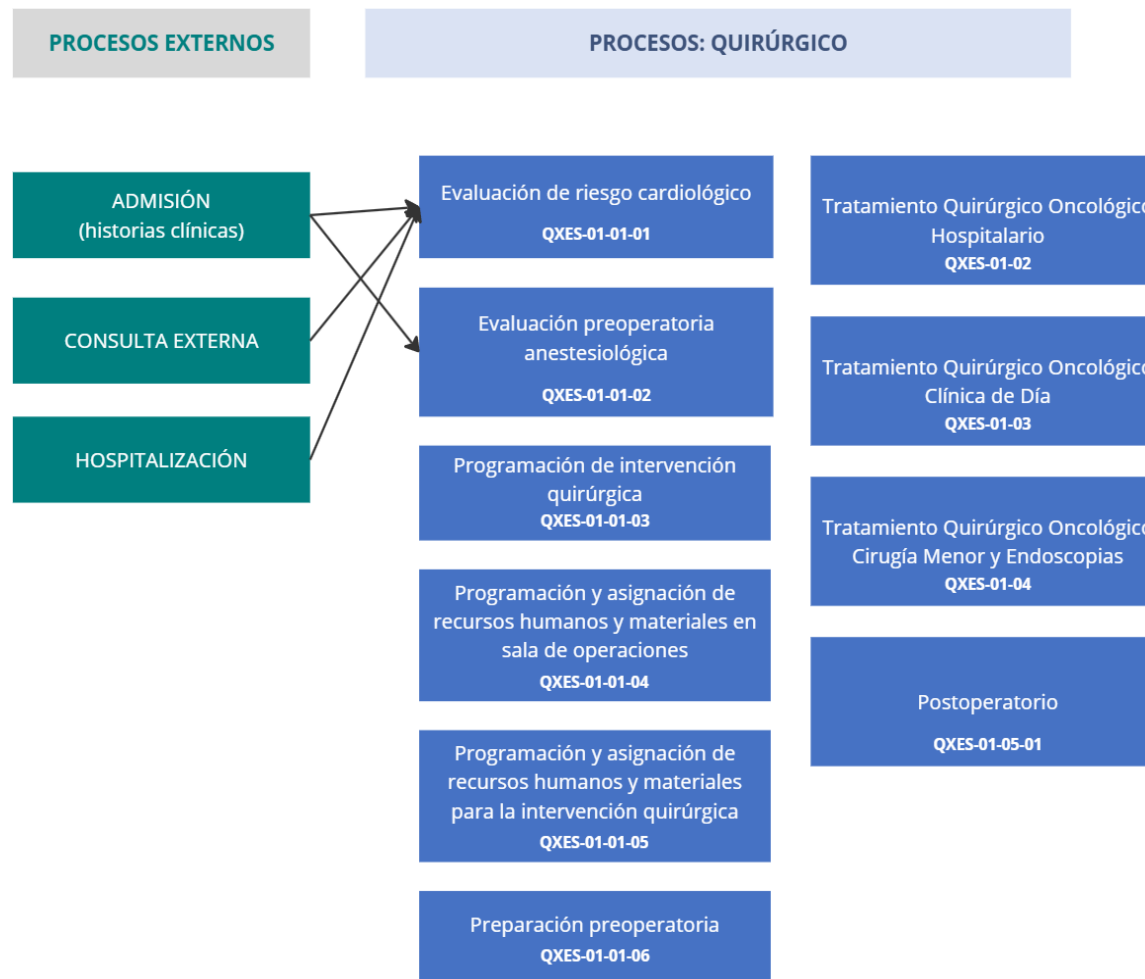 PROCESOS EXTERNOS
PROCESOS: QUIRÚRGICO
ADMISIÓN
(historias clínicas)
CONSULTA EXTERNA
HOSPITALIZACIÓN
Evaluación de riesgo cardiológico
QXES-01-01-01
Evaluación preoperatoria
anestesiológica
QXES-01-01-02
Programación de intervención
quirúrgica
QXES-01-01-03
Programación y asignación de
recursos humanos y materiales en
sala de operaciones
QXES-01-01-04
Programación y asignación de
recursos humanos y materiales
para la intervención quirúrgica
QXES-01-01-05
Preparación preoperatoria
QXES-01-01-06
Tratamiento Quirúrgico Oncológico
Hospitalario
QXES-01-02
Tratamiento Quirúrgico Oncológico
Clínica de Día
QXES-01-03
Tratamiento Quirúrgico Oncológico
Cirugía Menor y Endoscopias
QXES-01-04
Postoperatorio
QXES-01-05-01